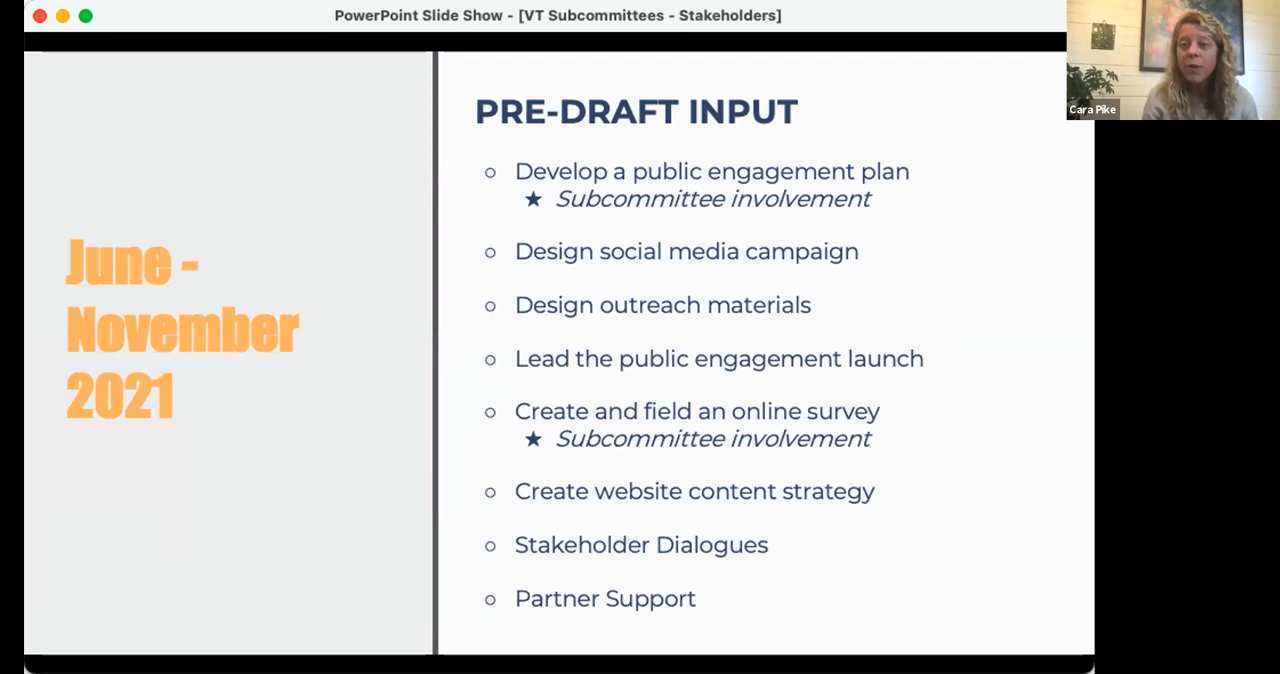 PowerPoint Slide Show - [VT Subcommittees - Stakeholders]
Cara Pike
June -
November
2021
PRE-DRAFT INPUT
Develop a public engagement plan
★ Subcommittee involvement
Design social media campaign
Design outreach materials
Lead the public engagement launch
Create and field an online survey
★ Subcommittee involvement
Create website content strategy
Stakeholder Dialogues
Partner Support